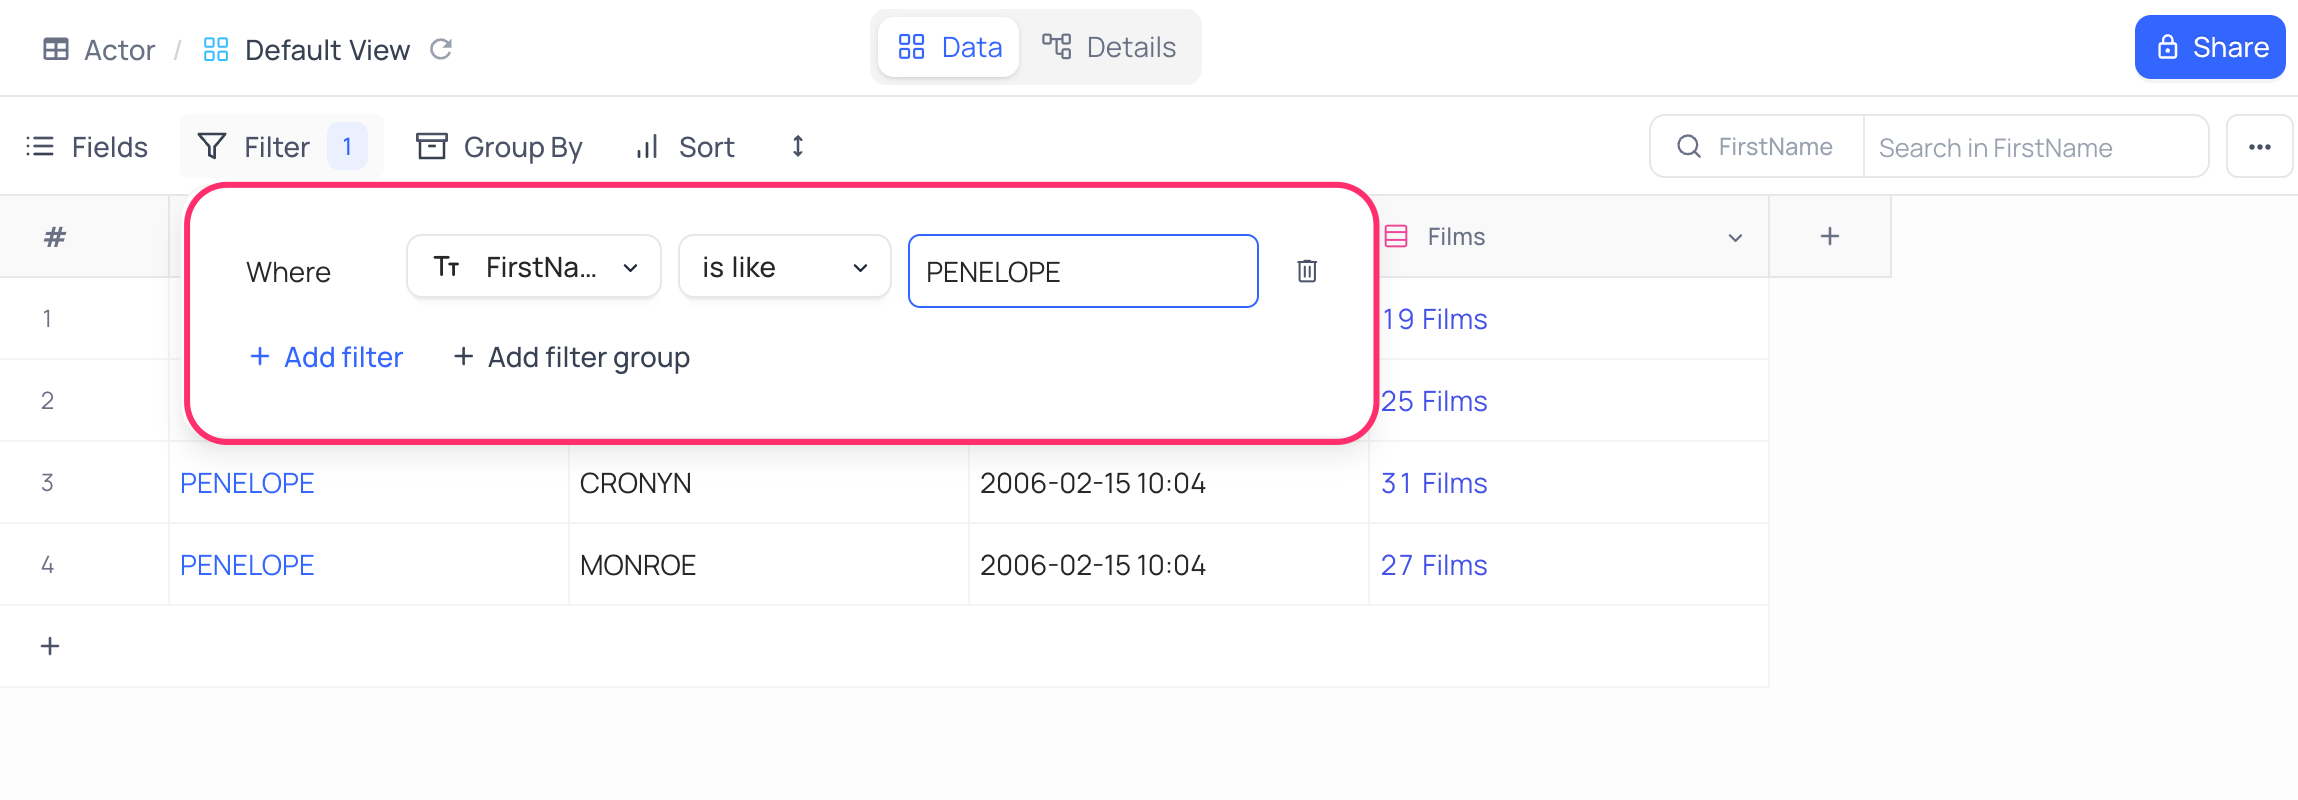 Actor / Default View Data Details Share
Fields Filter 1 Group By Sort FirstName Search in FirstName
# Films +
Where FirstNa... is like PENELOPE
+ Add filter + Add filter group
1 19 Films
2 25 Films
3 PENELOPE CRONYN 2006-02-15 10:04 31 Films
4 PENELOPE MONROE 2006-02-15 10:04 27 Films
+